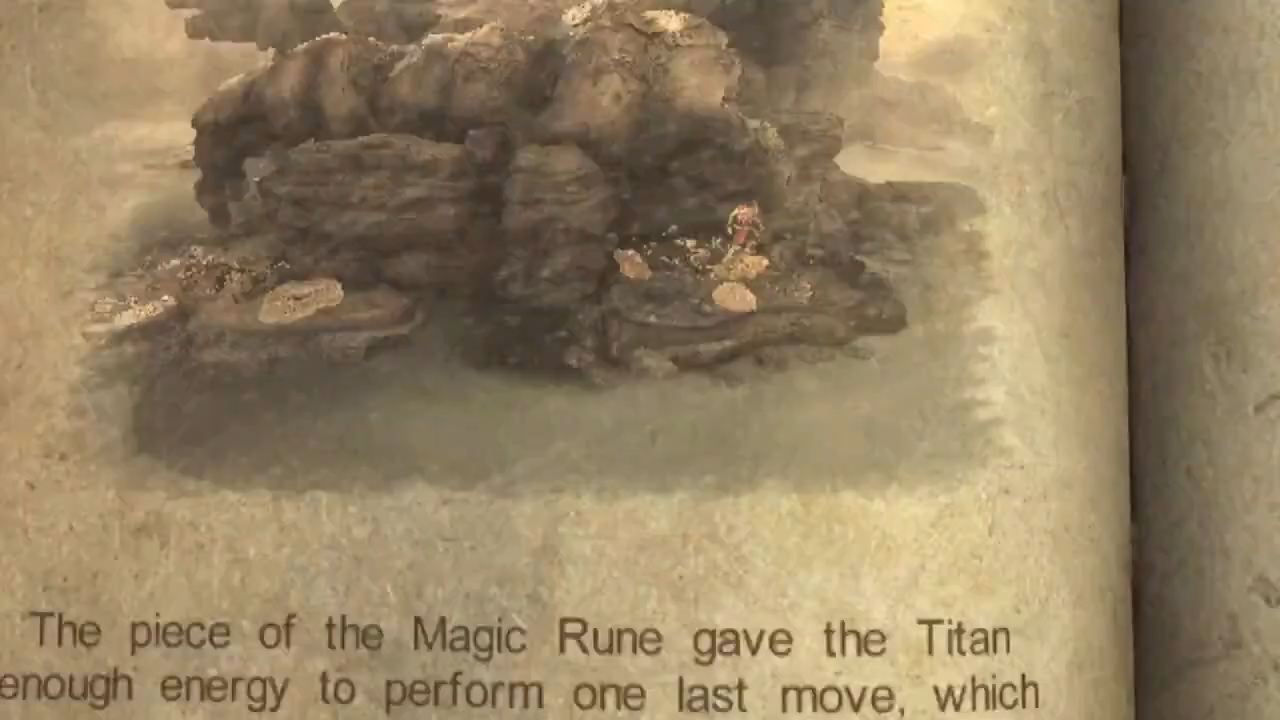 The piece of the Magic Rune gave the Titan
enough energy to perform one last move, which